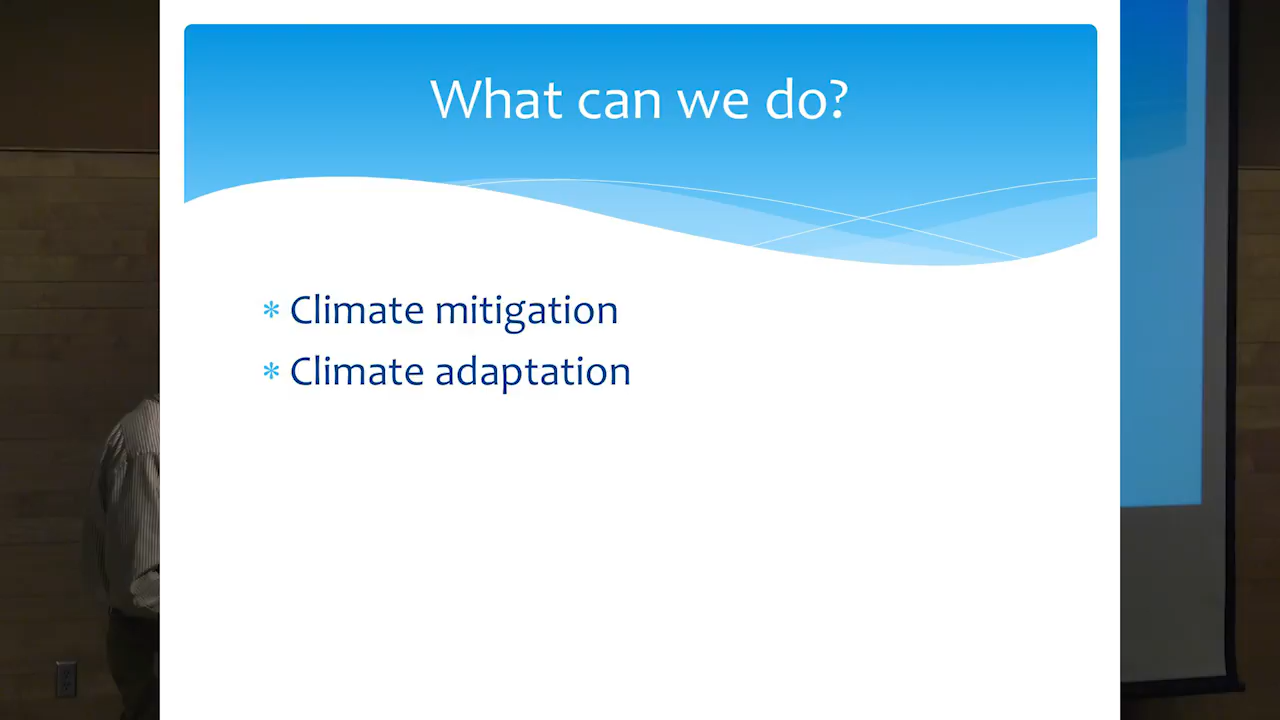 What can we do?
* Climate mitigation
* Climate adaptation